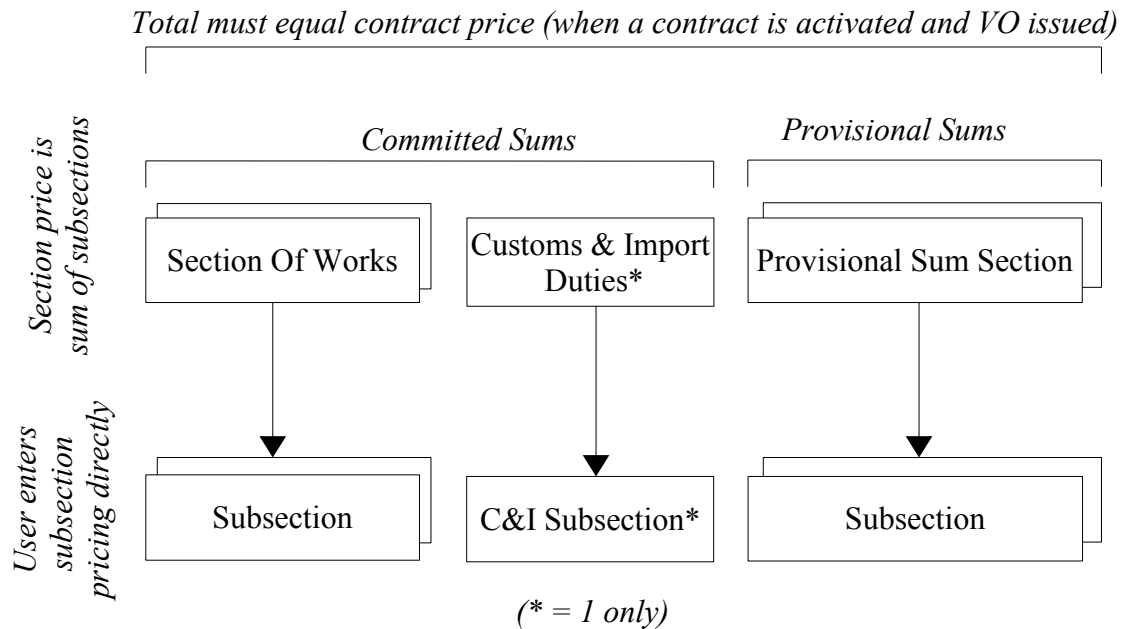 Total must equal contract price (when a contract is activated and VO issued)
Section price is
sum of subsections
Committed Sums
Provisional Sums
Section Of Works
Customs & Import
Duties*
Provisional Sum Section
User enters
subsection
pricing directly
Subsection
C&I Subsection*
Subsection
(* = 1 only)